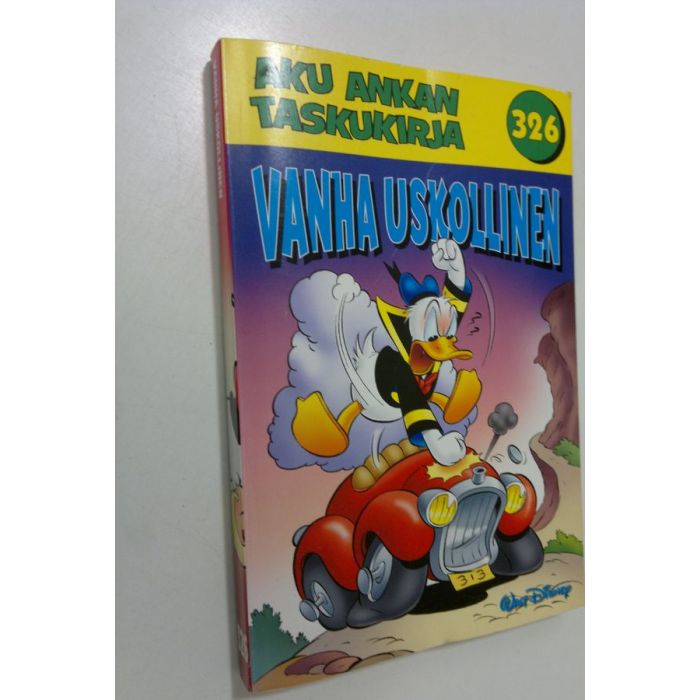 AKU ANKAN
TASKUKIRJA
326
VANHA USKOLLINEN
313
Walt Disney